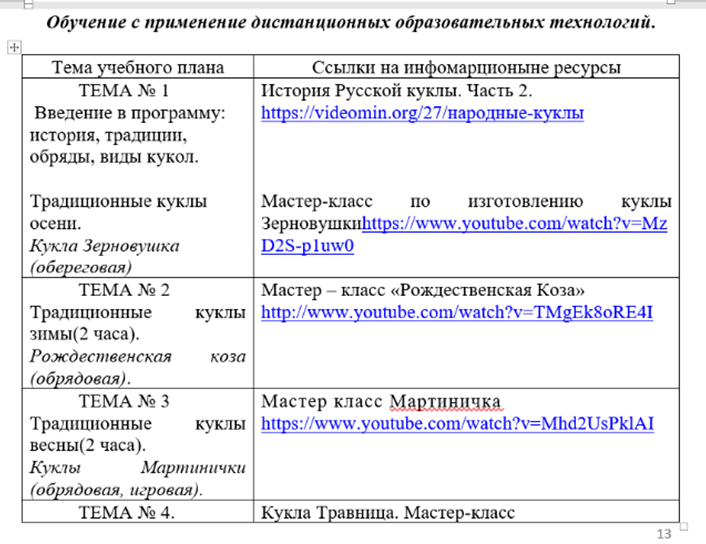 Обучение с применение дистанционных образовательных технологий.
Тема учебного плана
Ссылки на инфомарционыне ресурсы
ТЕМА № 1
Введение в программу:
история, традиции,
обряды, виды кукол.
Традиционные куклы
осени.
Кукла Зерновушка
(обереговая)
История Русской куклы. Часть 2.
https://videomin.org/27/народные-куклы
Мастер-класс по изготовлению куклы
Зерновушкиhttps://www.youtube.com/watch?v=Mz
D2S-p1uw0
ТЕМА № 2
Традиционные куклы
зимы(2 часа).
Рождественская коза
(обрядовая).
Мастер – класс «Рождественская Коза»
http://www.youtube.com/watch?v=TMgEk8oRE4I
ТЕМА № 3
Традиционные куклы
весны(2 часа).
Куклы Мартинички
(обрядовая, игровая).
Мастер класс Мартиничка
https://www.youtube.com/watch?v=Mhd2UsPklAI
ТЕМА № 4.
Кукла Травница. Мастер-класс
13